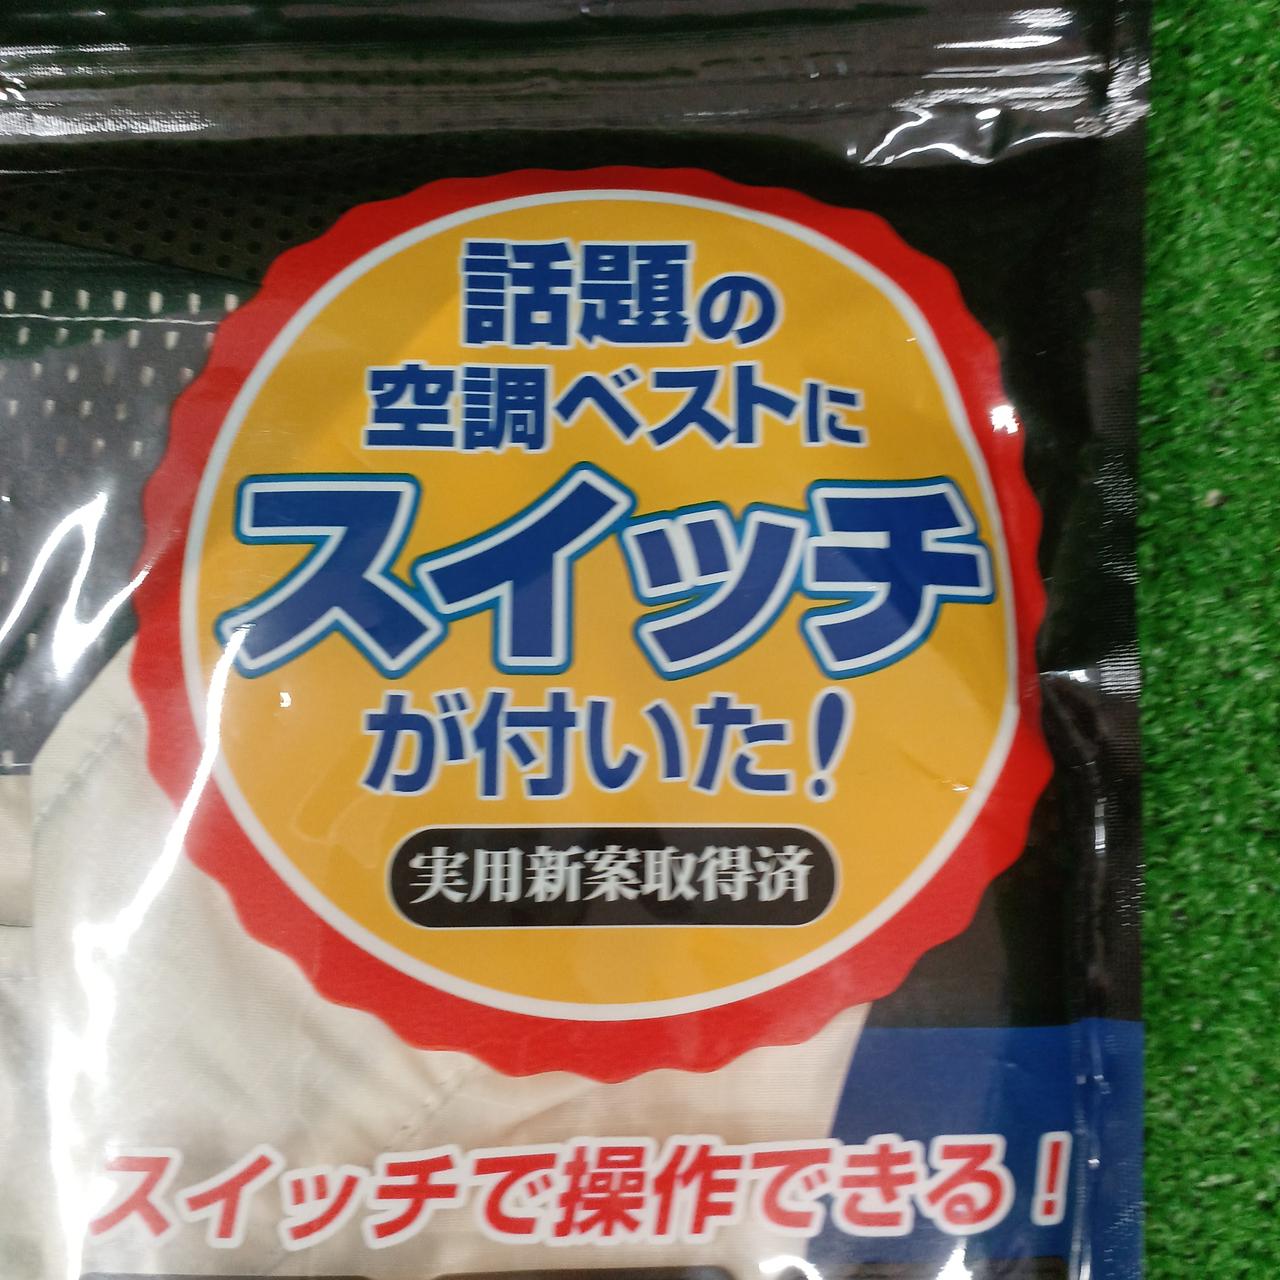 話題の
空調ベストに
スイッチ
が付いた!
実用新案取得済
スイッチで操作できる!